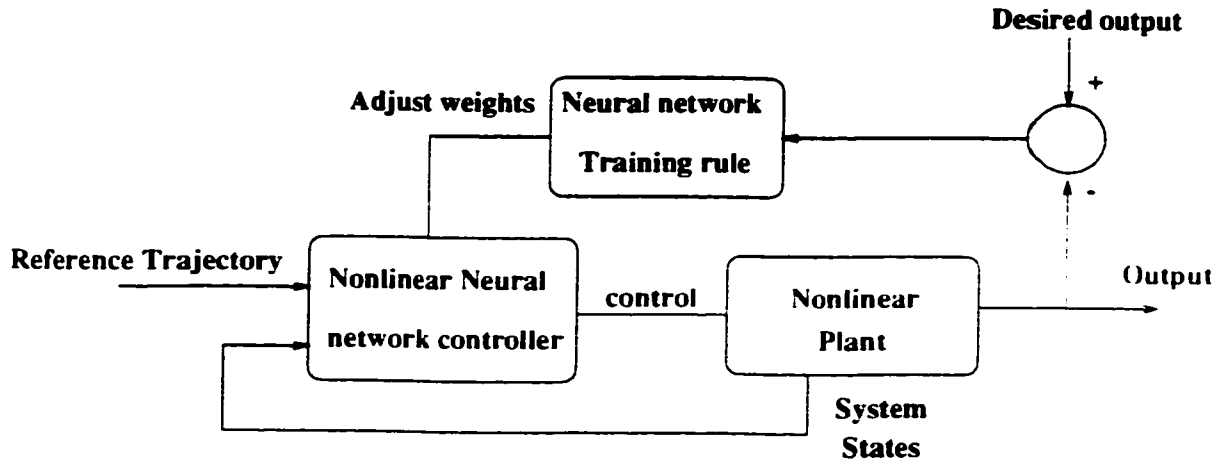 Desired output
+
Adjust weights
Neural network
Training rule
-
Reference Trajectory
Nonlinear Neural
network controller
control
Nonlinear
Plant
Output
System
States